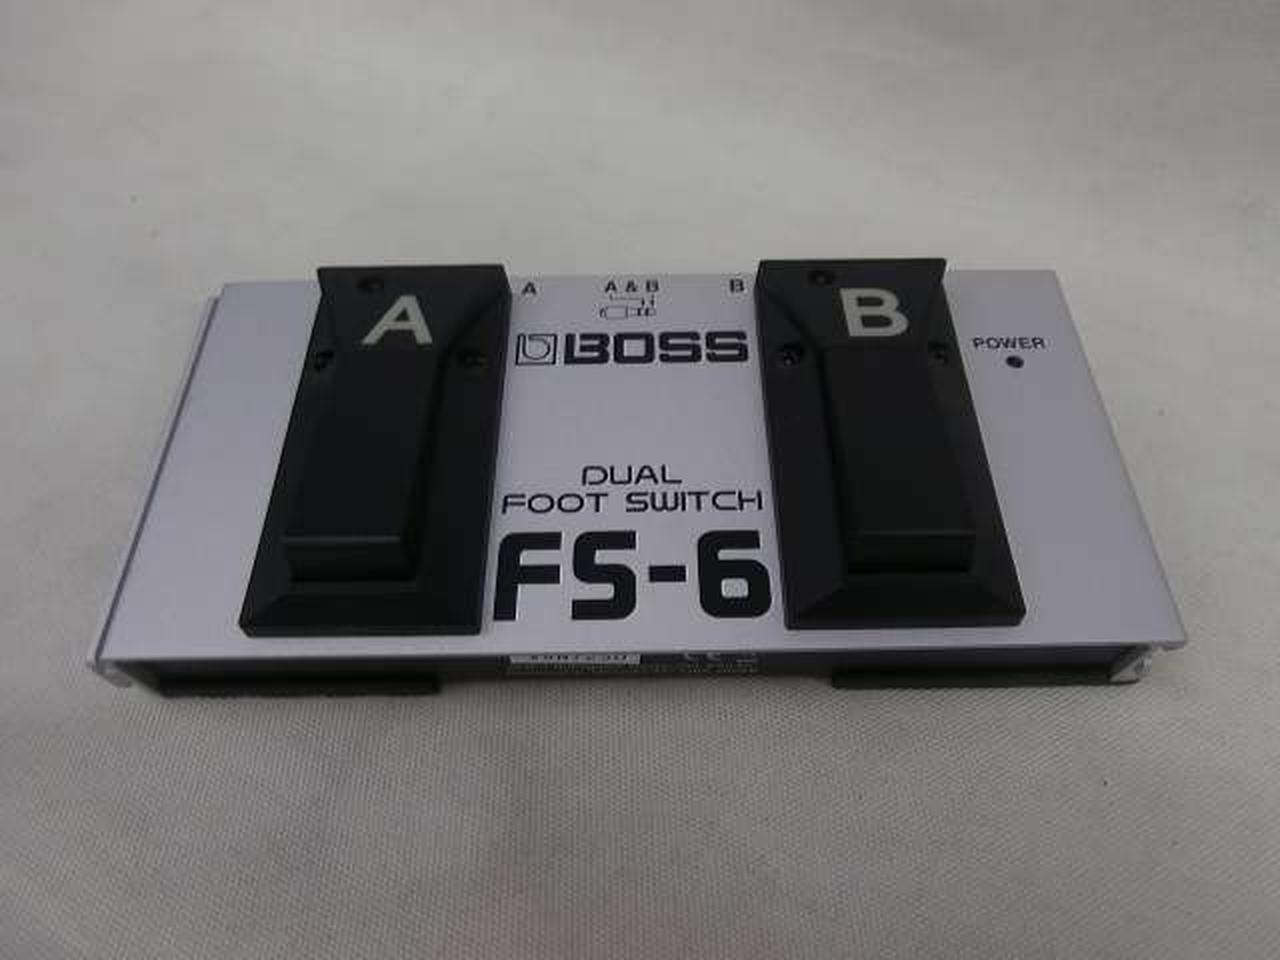 A
A
A & B
B
B
BOSS
POWER
DUAL
FOOT SWITCH
FS-6